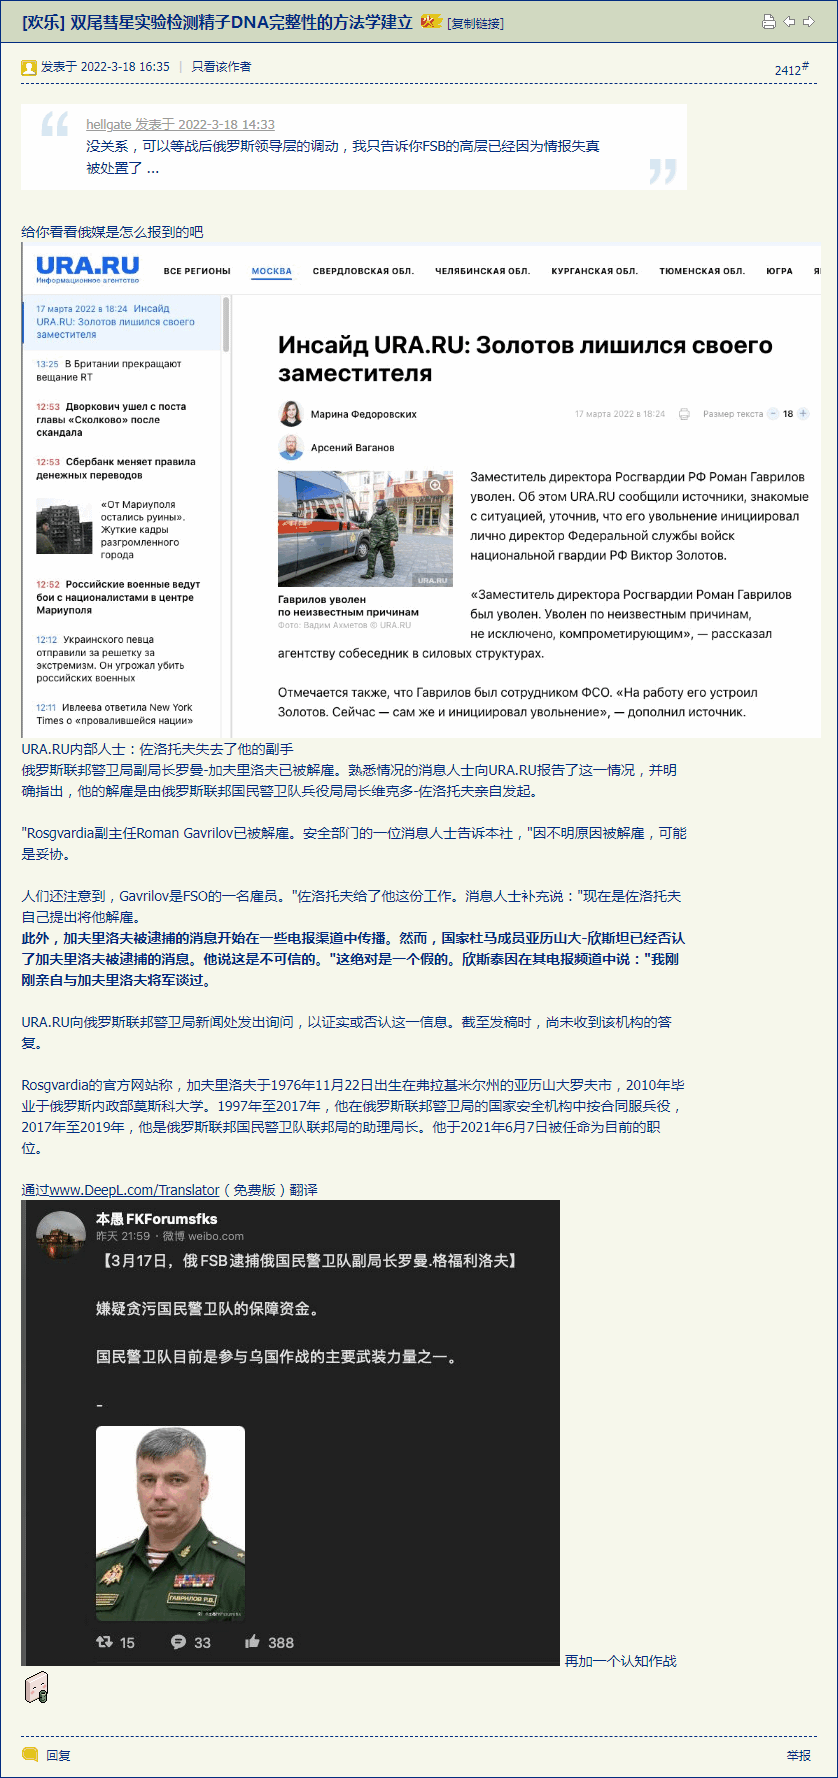 [欢乐] 双尾彗星实验检测精子DNA完整性的方法学建立 [复制链接]
发表于 2022-3-18 16:35 | 只看该作者
2412#
hellgate 发表于 2022-3-18 14:33
没关系，可以等战后俄罗斯领导层的调动，我只告诉你FSB的高层已经因为情报失真
被处置了 ...
给你看看俄媒是怎么报到的吧
URA.RU
Информационное агентство
ВСЕ РЕГИОНЫ МОСКВА СВЕРДЛОВСКАЯ ОБЛ. ЧЕЛЯБИНСКАЯ ОБЛ. КУРГАНСКАЯ ОБЛ. ТЮМЕНСКАЯ ОБЛ. ЮГРА
17 марта 2022 в 18:24 Инсайд
URA.RU: Золотов лишился своего
заместителя
13:25 В Британии прекращают
вещание RT
12:53 Дворкович ушел с поста
главы «Сколково» после
скандала
12:53 Сбербанк меняет правила
денежных переводов
«От Мариуполя
остались руины».
Жуткие кадры
разгромленного
города
12:52 Российские военные ведут
бои с националистами в центре
Мариуполя
12:12 Украинского певца
отправили за решетку за
экстремизм. Он угрожал убить
российских военных
12:11 Ивлеева ответила New York
Times о «провалившейся нации»
Инсайд URA.RU: Золотов лишился своего
заместителя
Марина Федоровских
17 марта 2022 в 18:24 Размер текста − 18 +
Арсений Ваганов
URA.RU
Гаврилов уволен
по неизвестным причинам
Фото: Вадим Ахметов © URA.RU
Заместитель директора Росгвардии РФ Роман Гаврилов
уволен. Об этом URA.RU сообщили источники, знакомые
с ситуацией, уточнив, что его увольнение инициировал
лично директор Федеральной службы войск
национальной гвардии РФ Виктор Золотов.
«Заместитель директора Росгвардии Роман Гаврилов
был уволен. Уволен по неизвестным причинам,
не исключено, компрометирующим», — рассказал
агентству собеседник в силовых структурах.
Отмечается также, что Гаврилов был сотрудником ФСО. «На работу его устроил
Золотов. Сейчас — сам же и инициировал увольнение», — дополнил источник.
URA.RU内部人士：佐洛托夫失去了他的副手
俄罗斯联邦警卫局副局长罗曼-加夫里洛夫已被解雇。熟悉情况的消息人士向URA.RU报告了这一情况，并明
确指出，他的解雇是由俄罗斯联邦国民警卫队兵役局局长维克多-佐洛托夫亲自发起。
"Rosgvardia副主任Roman Gavrilov已被解雇。安全部门的一位消息人士告诉本社，"因不明原因被解雇，可能
是妥协。
人们还注意到，Gavrilov是FSO的一名雇员。"佐洛托夫给了他这份工作。消息人士补充说："现在是佐洛托夫
自己提出将他解雇。
此外，加夫里洛夫被逮捕的消息开始在一些电报渠道中传播。然而，国家杜马成员亚历山大-欣斯坦已经否认
了加夫里洛夫被逮捕的消息。他说这是不可信的。"这绝对是一个假的。欣斯泰因在其电报频道中说："我刚
刚亲自与加夫里洛夫将军谈过。
URA.RU向俄罗斯联邦警卫局新闻处发出询问，以证实或否认这一信息。截至发稿时，尚未收到该机构的答
复。
Rosgvardia的官方网站称，加夫里洛夫于1976年11月22日出生在弗拉基米尔州的亚历山大罗夫市，2010年毕
业于俄罗斯内政部莫斯科大学。1997年至2017年，他在俄罗斯联邦警卫局的国家安全机构中按合同服兵役，
2017年至2019年，他是俄罗斯联邦国民警卫队联邦局的助理局长。他于2021年6月7日被任命为目前的职
位。
通过www.DeepL.com/Translator（免费版）翻译
本愚FKForumsfks
昨天 21:59 · 微博 weibo.com
【3月17日，俄FSB逮捕俄国民警卫队副局长罗曼.格福利洛夫】
嫌疑贪污国民警卫队的保障资金。
国民警卫队目前是参与乌国作战的主要武装力量之一。
-
ГАВРИЛОВ Р.В.
15 33 388
再加一个认知作战
回复
举报